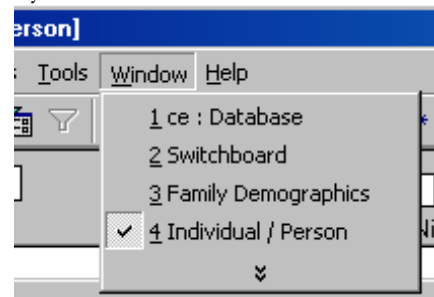 erson]
Tools Window Help
1 ce : Database
2 Switchboard
3 Family Demographics
4 Individual / Person